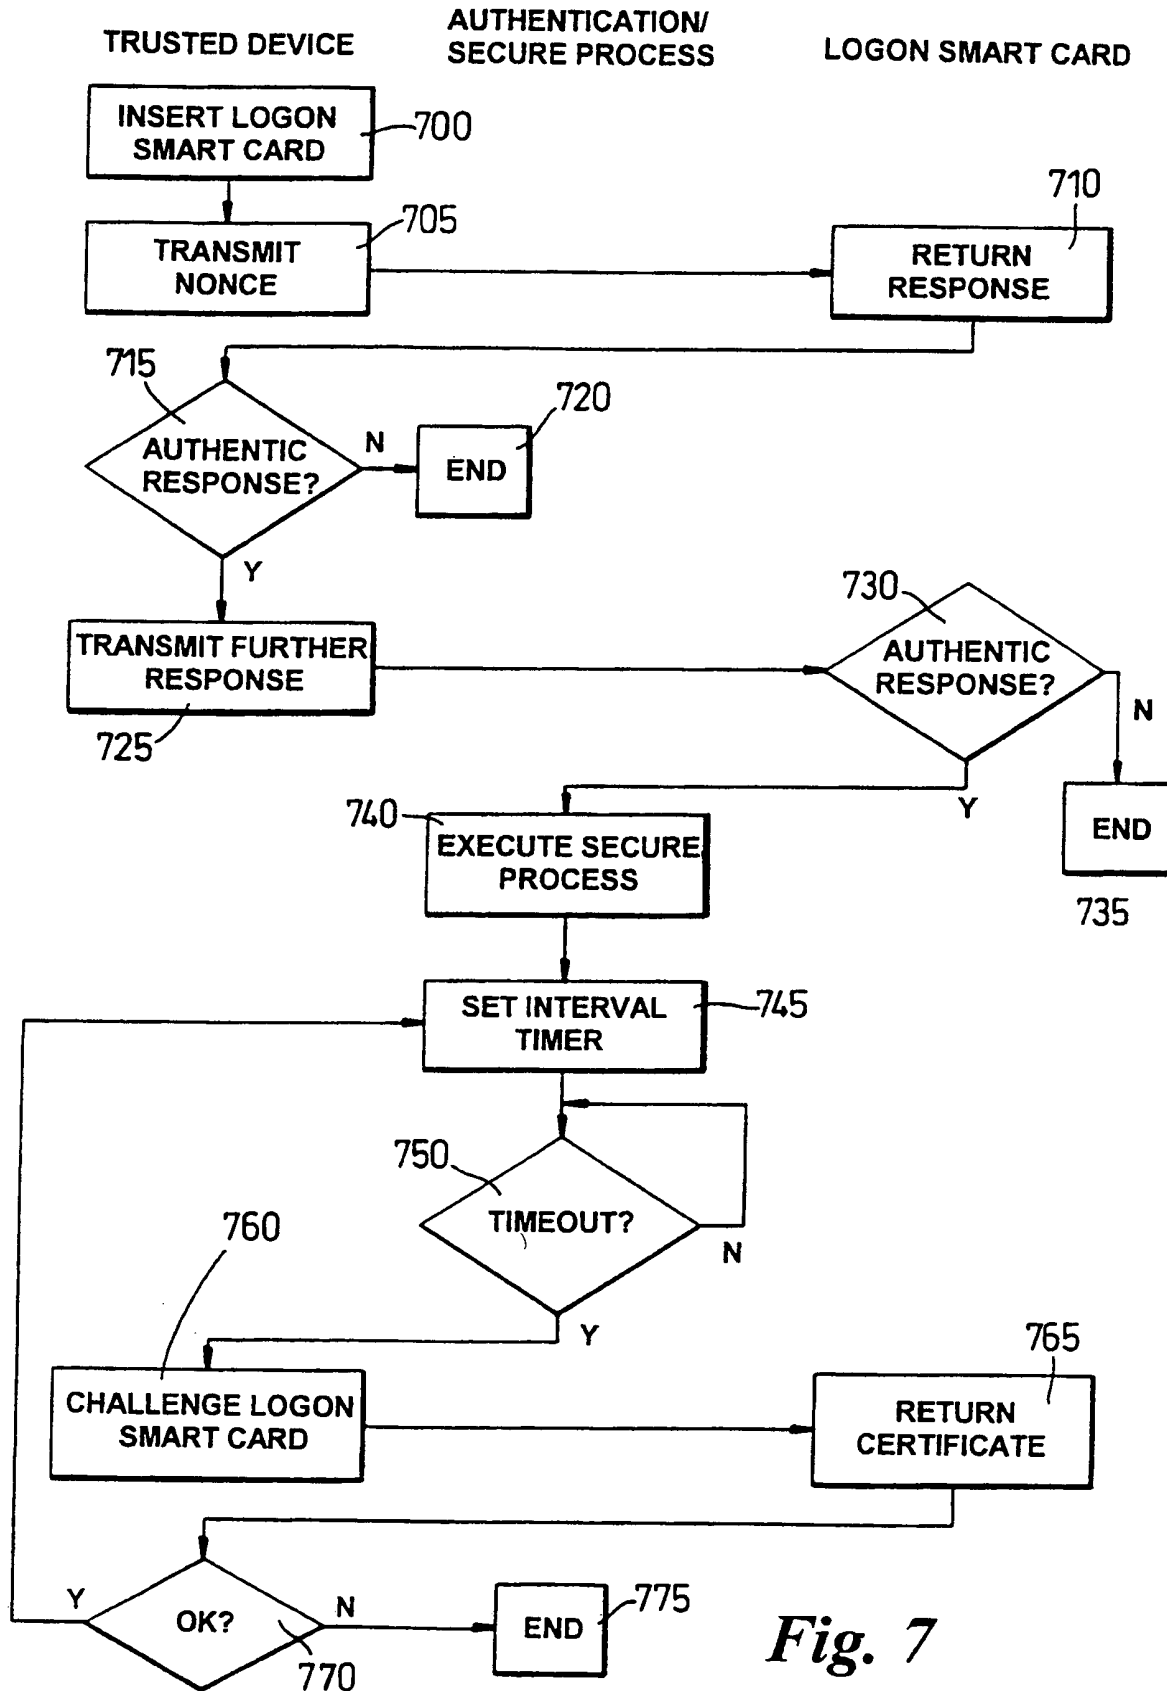 TRUSTED DEVICE
AUTHENTICATION/
SECURE PROCESS
LOGON SMART CARD
INSERT LOGON
SMART CARD
700
TRANSMIT
NONCE
705
RETURN
RESPONSE
710
715
AUTHENTIC
RESPONSE?
N
END
720
Y
TRANSMIT FURTHER
RESPONSE
725
730
AUTHENTIC
RESPONSE?
N
Y
END
735
740
EXECUTE SECURE
PROCESS
SET INTERVAL
TIMER
745
750
TIMEOUT?
N
Y
760
CHALLENGE LOGON
SMART CARD
765
RETURN
CERTIFICATE
Y
OK?
N
770
END
775
Fig. 7